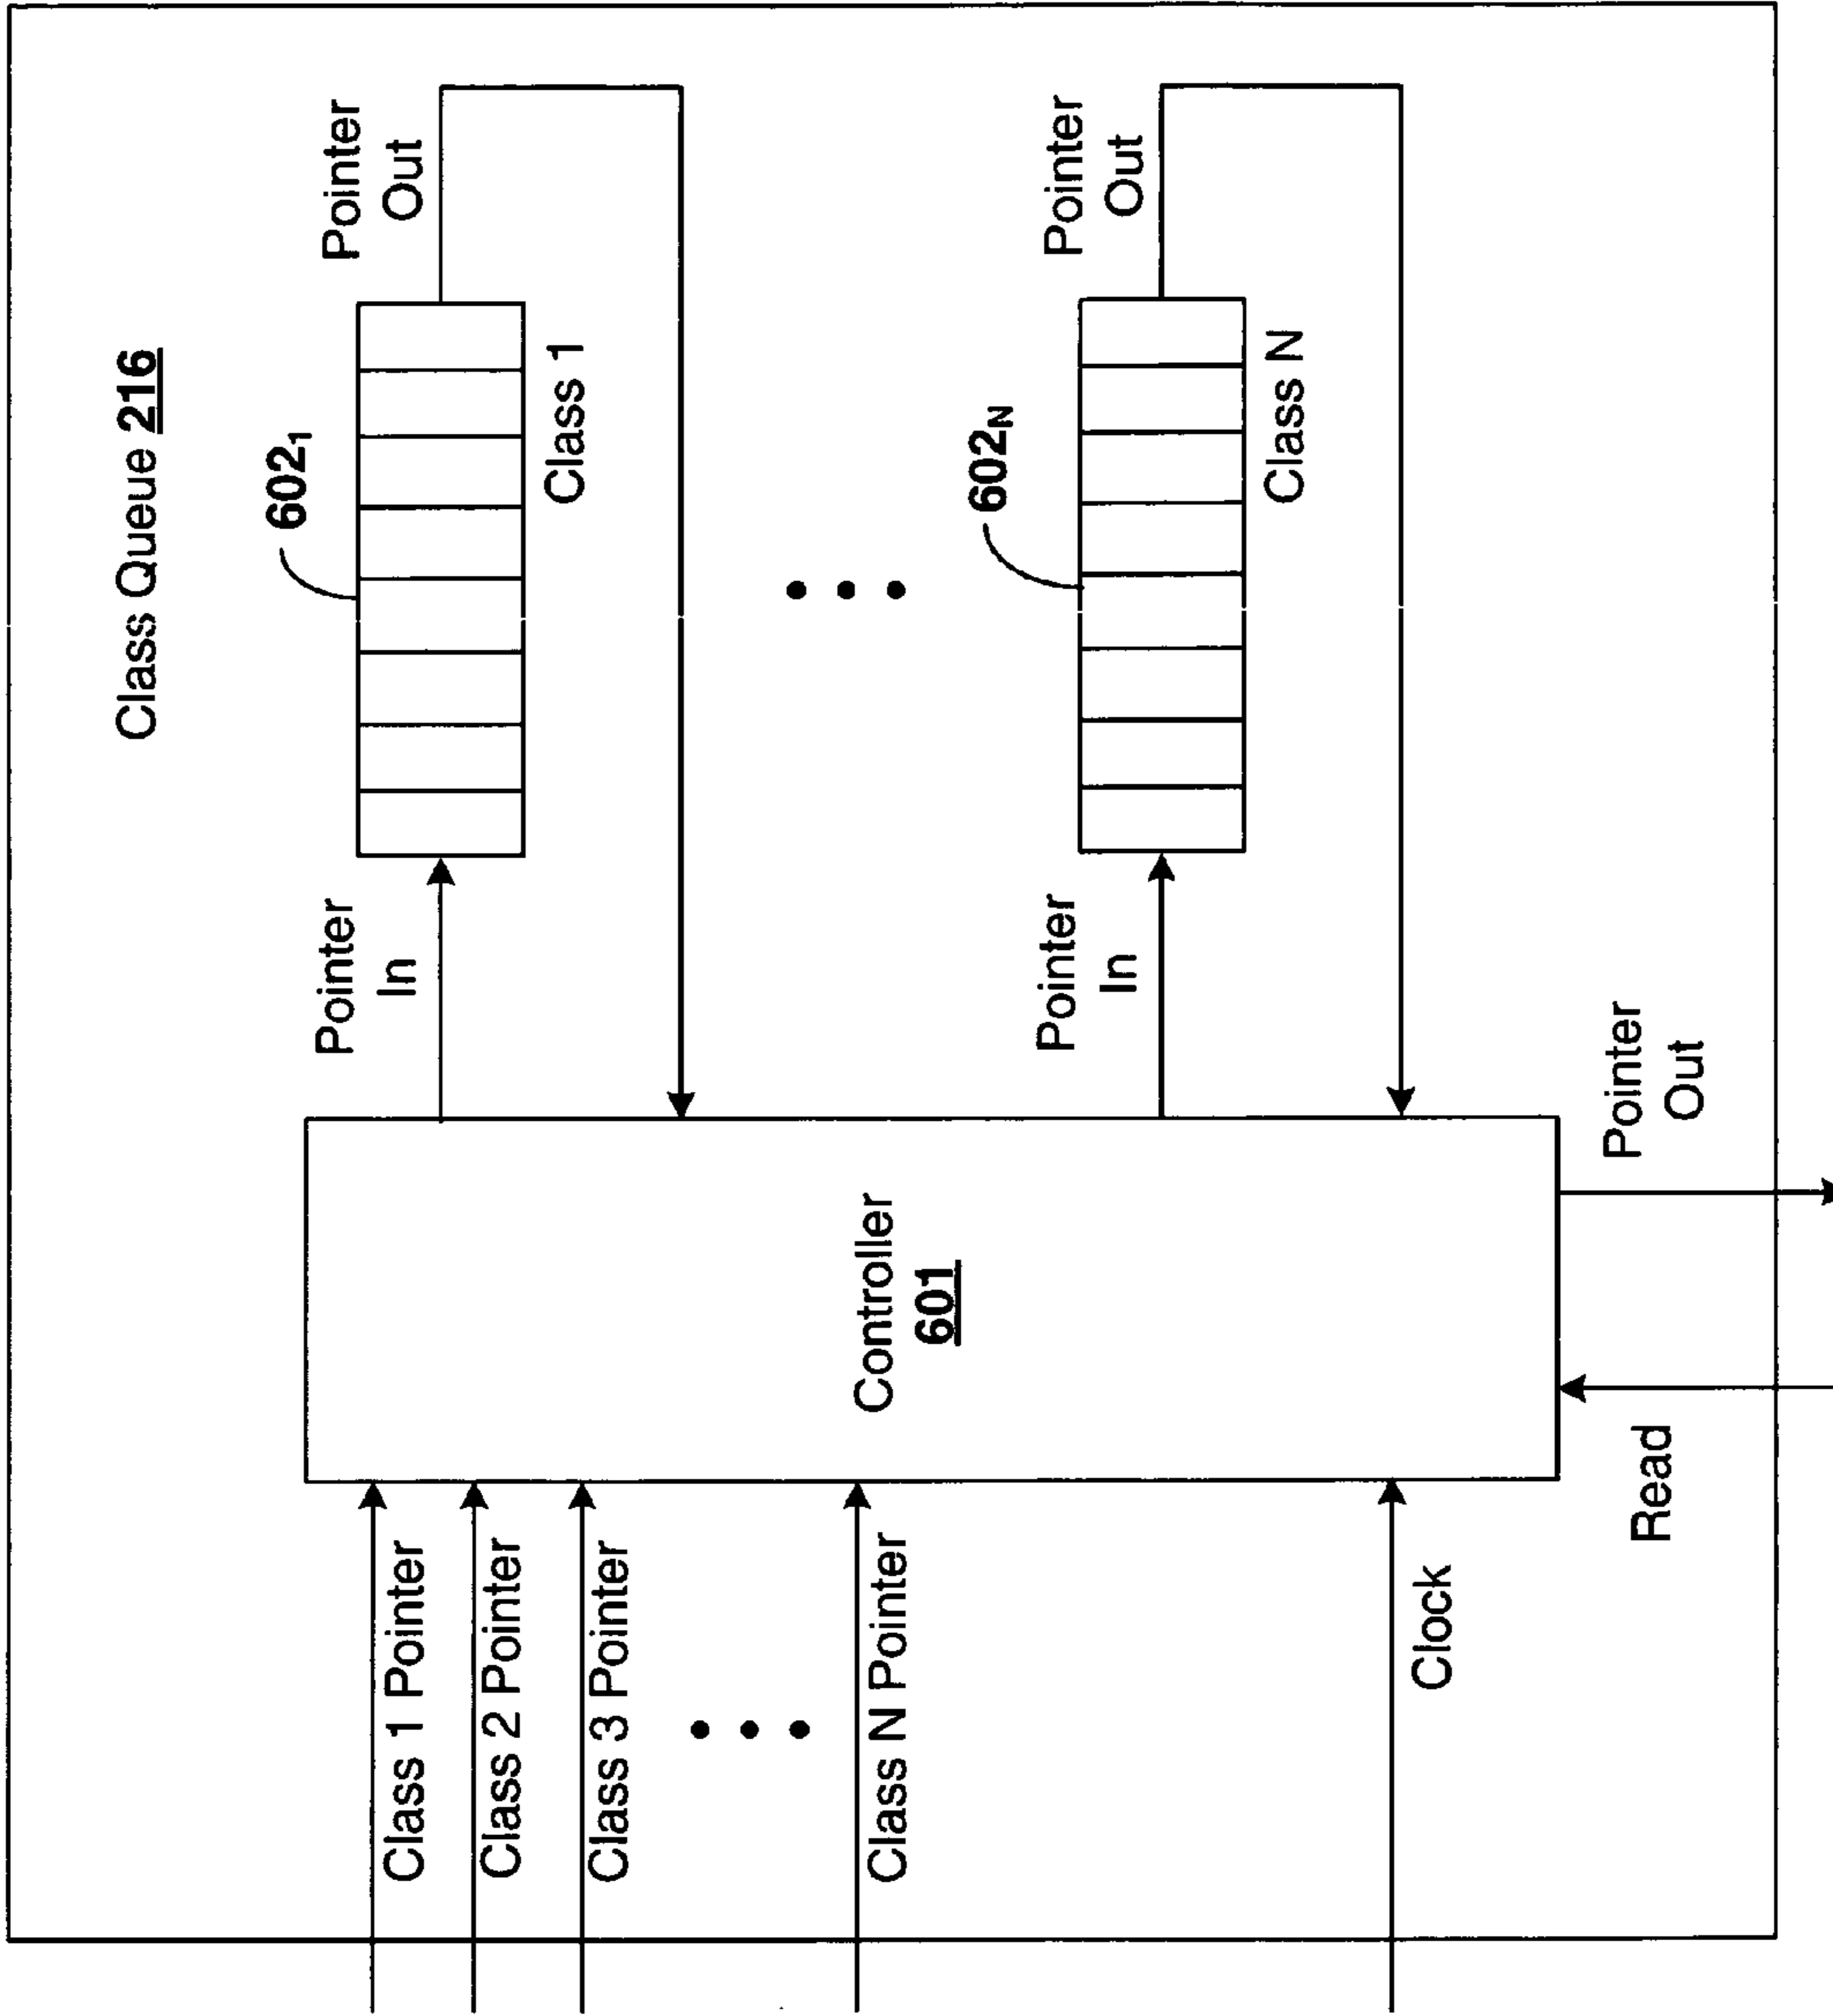 Class Queue 216
602₁
Pointer
In
Pointer
Out
Class 1
Class 1 Pointer
Class 2 Pointer
Class 3 Pointer
Class N Pointer
Controller
601
602N
Pointer
In
Pointer
Out
Class N
Clock
Read
Pointer
Out